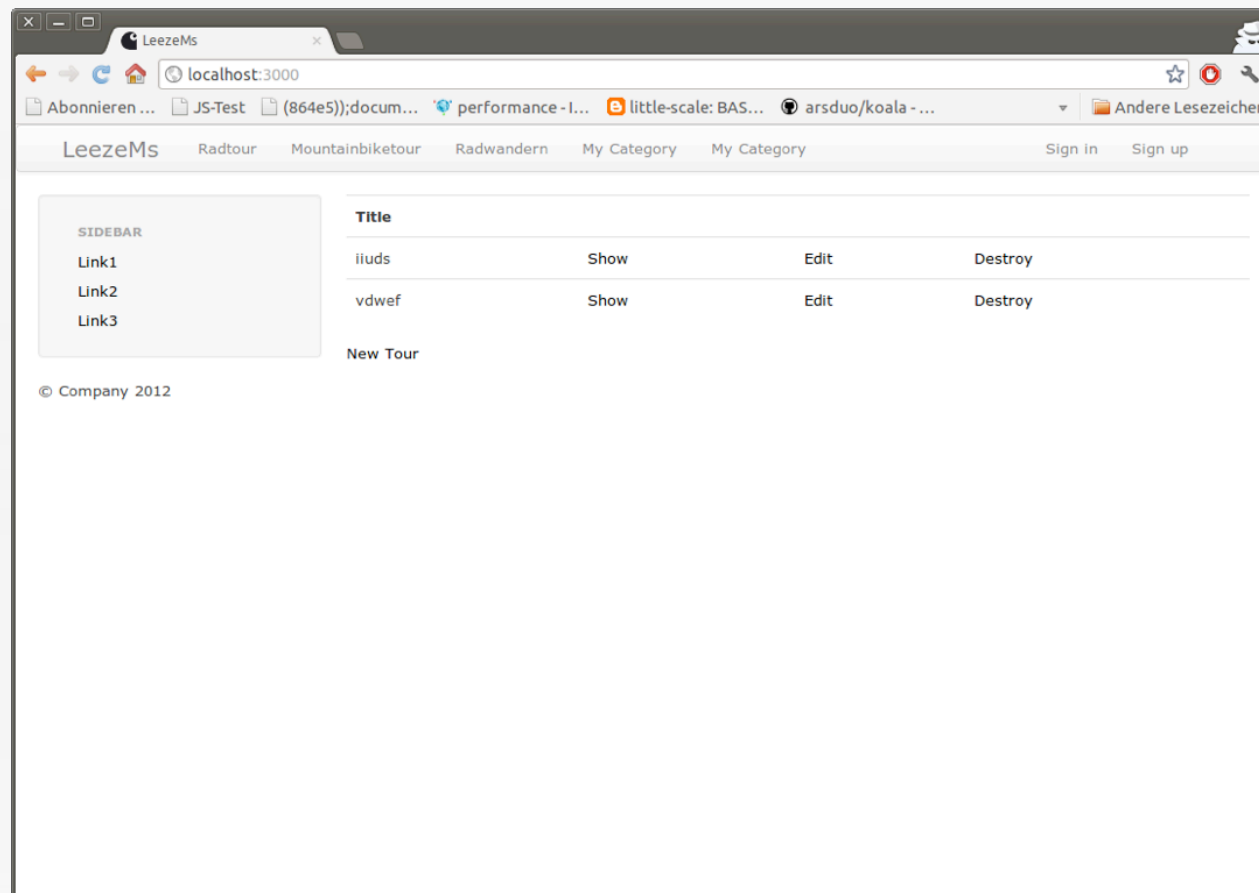 LeezeMs
localhost:3000
Abonnieren ... JS-Test (864e5));docum... performance - I... little-scale: BAS... arsduo/koala - ... Andere Lesezeichen
LeezeMs Radtour Mountainbiketour Radwandern My Category My Category Sign in Sign up
SIDEBAR
Link1
Link2
Link3
Title
iiuds Show Edit Destroy
vdwef Show Edit Destroy
New Tour
© Company 2012